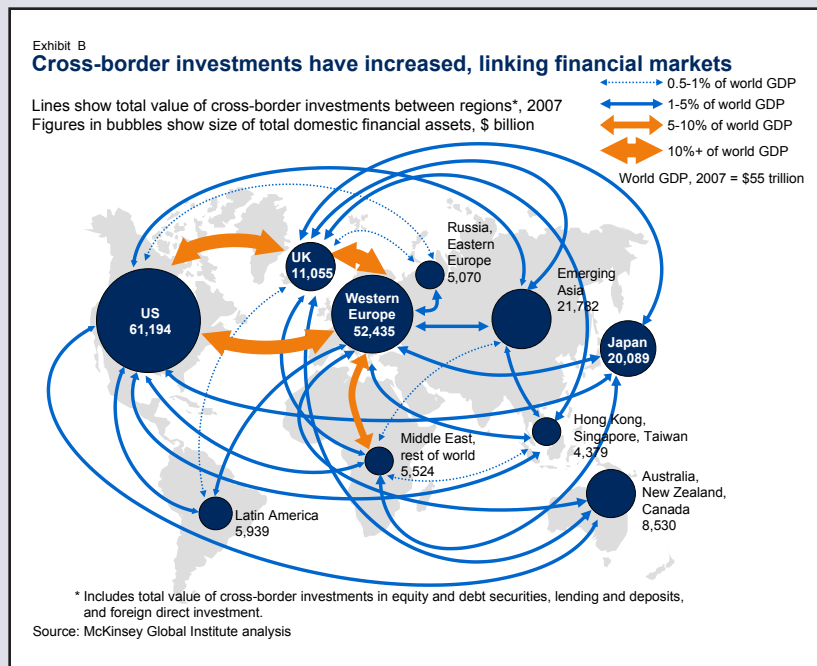 Exhibit B
Cross-border investments have increased, linking financial markets
Lines show total value of cross-border investments between regions*, 2007
Figures in bubbles show size of total domestic financial assets, $ billion
0.5-1% of world GDP
1-5% of world GDP
5-10% of world GDP
10%+ of world GDP
World GDP, 2007 = $55 trillion
US
61,194
UK
11,055
Western
Europe
52,435
Russia,
Eastern
Europe
5,070
Emerging
Asia
21,782
Japan
20,089
Hong Kong,
Singapore, Taiwan
4,379
Middle East,
rest of world
5,524
Latin America
5,939
Australia,
New Zealand,
Canada
8,530
* Includes total value of cross-border investments in equity and debt securities, lending and deposits,
and foreign direct investment.
Source: McKinsey Global Institute analysis